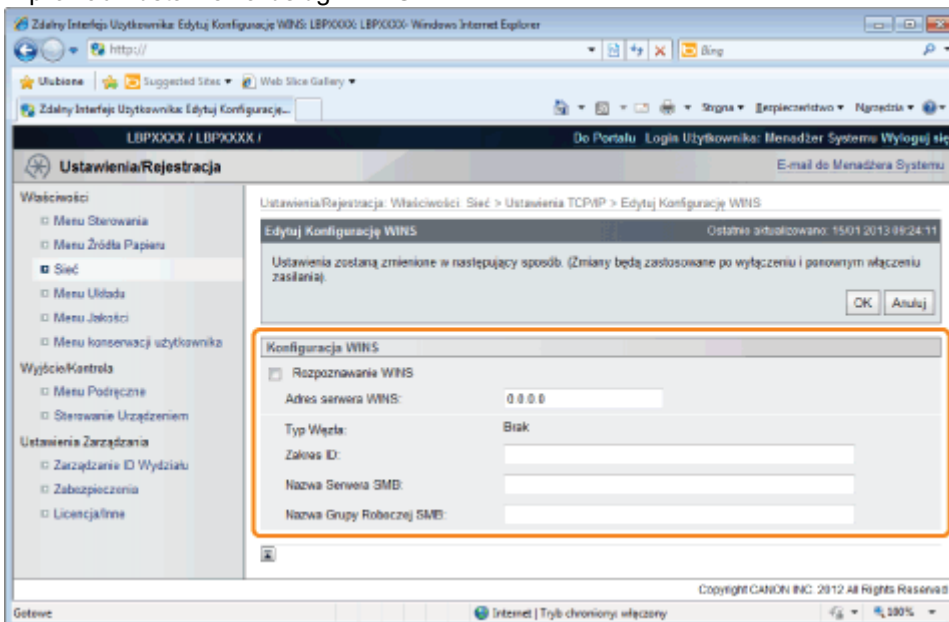 Zdalny Interfejs Użytkownika: Edytuj Konfigurację WINS: LBPXXXX: LBPXXXX- Windows Internet Explorer
http://
Bing
Ulubione Suggested Sites Web Slice Gallery
Zdalny Interfejs Użytkownika: Edytuj Konfigurację... Strona Bezpieczeństwo Narzędzia
LBPXXXX / LBPXXXX / Do Portalu Login Użytkownika: Menadżer Systemu Wyloguj się
Ustawienia/Rejestracja E-mail do Menadżera Systemu
Właściwości
Menu Sterowania
Menu Źródła Papieru
Sieć
Menu Układu
Menu Jakości
Menu konserwacji użytkownika
Wyjście/Kontrola
Menu Podręczne
Sterowanie Urządzeniem
Ustawienia Zarządzania
Zarządzanie ID Wydziału
Zabezpieczenia
Licencja/Inne
Ustawienia/Rejestracja: Właściwości: Sieć > Ustawienia TCP/IP > Edytuj Konfigurację WINS
Edytuj Konfigurację WINS Ostatnio aktualizowano: 15/01 2013 09:24:11
Ustawienia zostaną zmienione w następujący sposób. (Zmiany będą zastosowane po wyłączeniu i ponownym włączeniu
zasilania).
OK Anuluj
Konfiguracja WINS
Rozpoznawanie WINS
Adres serwera WINS: 0.0.0.0
Typ Węzła: Brak
Zakres ID:
Nazwa Serwera SMB:
Nazwa Grupy Roboczej SMB:
Copyright CANON INC. 2012 All Rights Reserved
Gotowe Internet | Tryb chroniony: włączony 100%